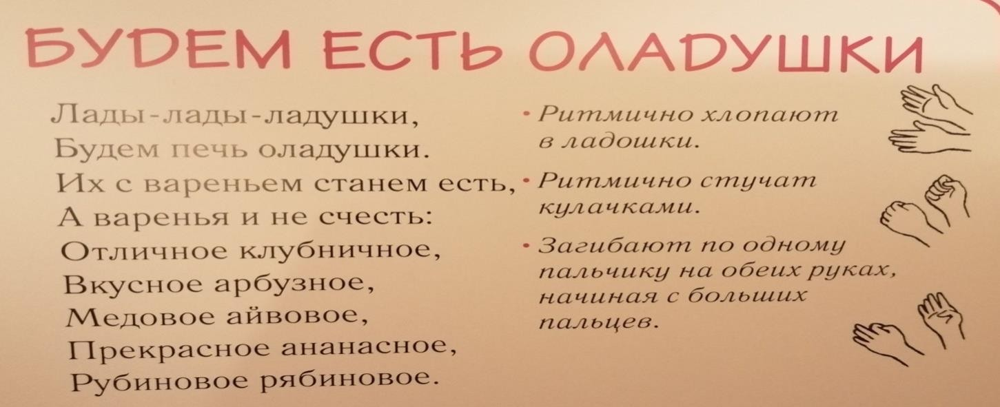 БУДЕМ ЕСТЬ ОЛАДУШКИ
Лады-лады-ладушки,
Будем печь оладушки.
Их с вареньем станем есть,
А варенья и не счесть:
Отличное клубничное,
Вкусное арбузное,
Медовое айвовое,
Прекрасное ананасное,
Рубиновое рябиновое.
• Ритмично хлопают
в ладошки.
• Ритмично стучат
кулачками.
• Загибают по одному
пальчику на обеих руках,
начиная с больших
пальцев.